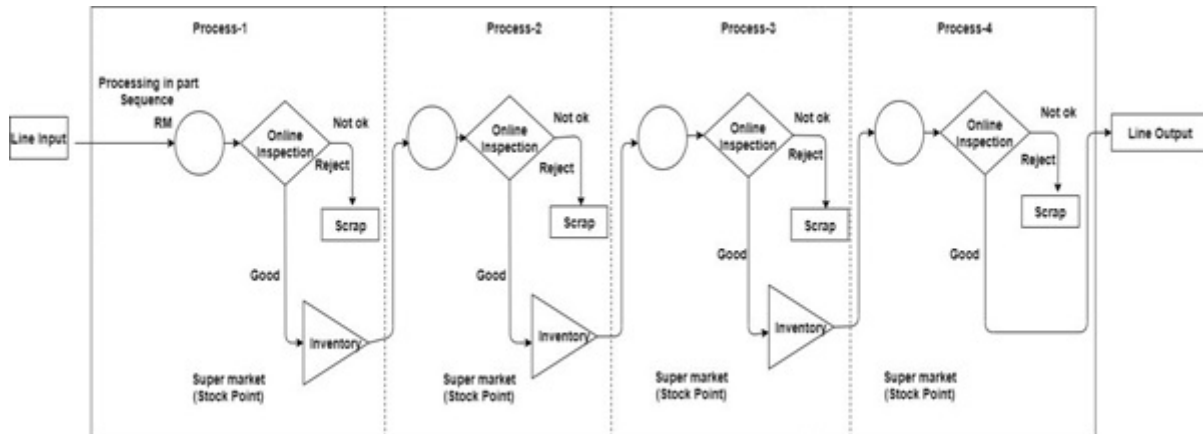 Process-1
Process-2
Process-3
Process-4
Processing in part
Sequence
RM
Line Input
Online
Inspection
Not ok
Reject
Scrap
Good
Inventory
Super market
(Stock Point)
Online
Inspection
Not ok
Reject
Scrap
Good
Inventory
Super market
(Stock Point)
Online
Inspection
Not ok
Reject
Scrap
Good
Inventory
Super market
(Stock Point)
Online
Inspection
Not ok
Reject
Scrap
Good
Super market
(Stock Point)
Line Output